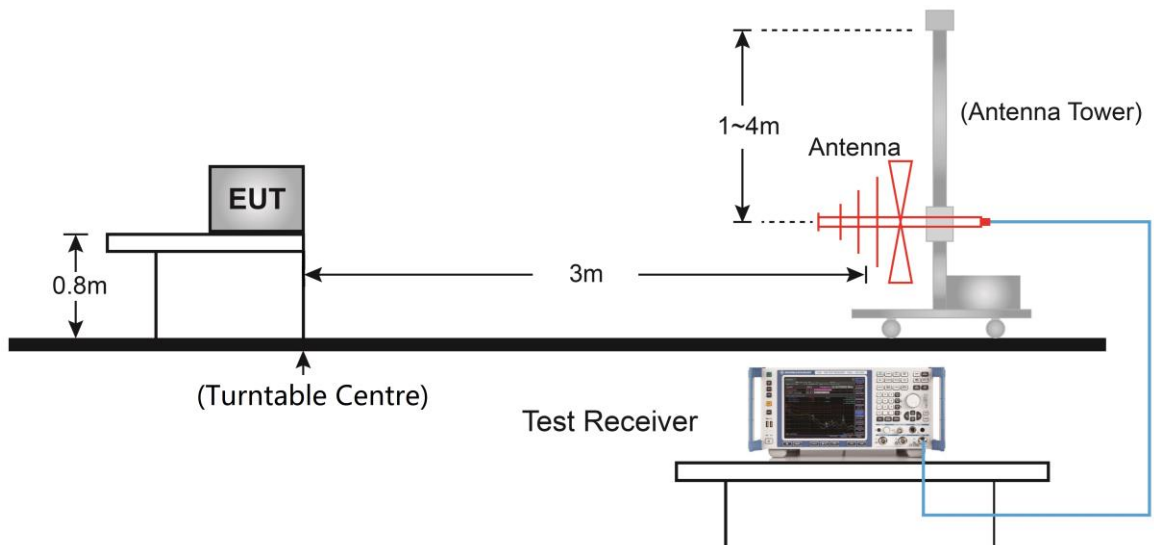 1~4m
(Antenna Tower)
Antenna
EUT
0.8m
3m
(Turntable Centre)
Test Receiver